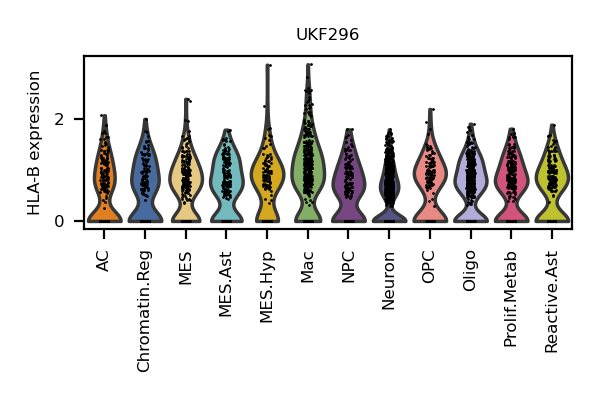 UKF296
HLA-B expression
2
0
AC
Chromatin.Reg
MES
MES.Ast
MES.Hyp
Mac
NPC
Neuron
OPC
Oligo
Prolif.Metab
Reactive.Ast